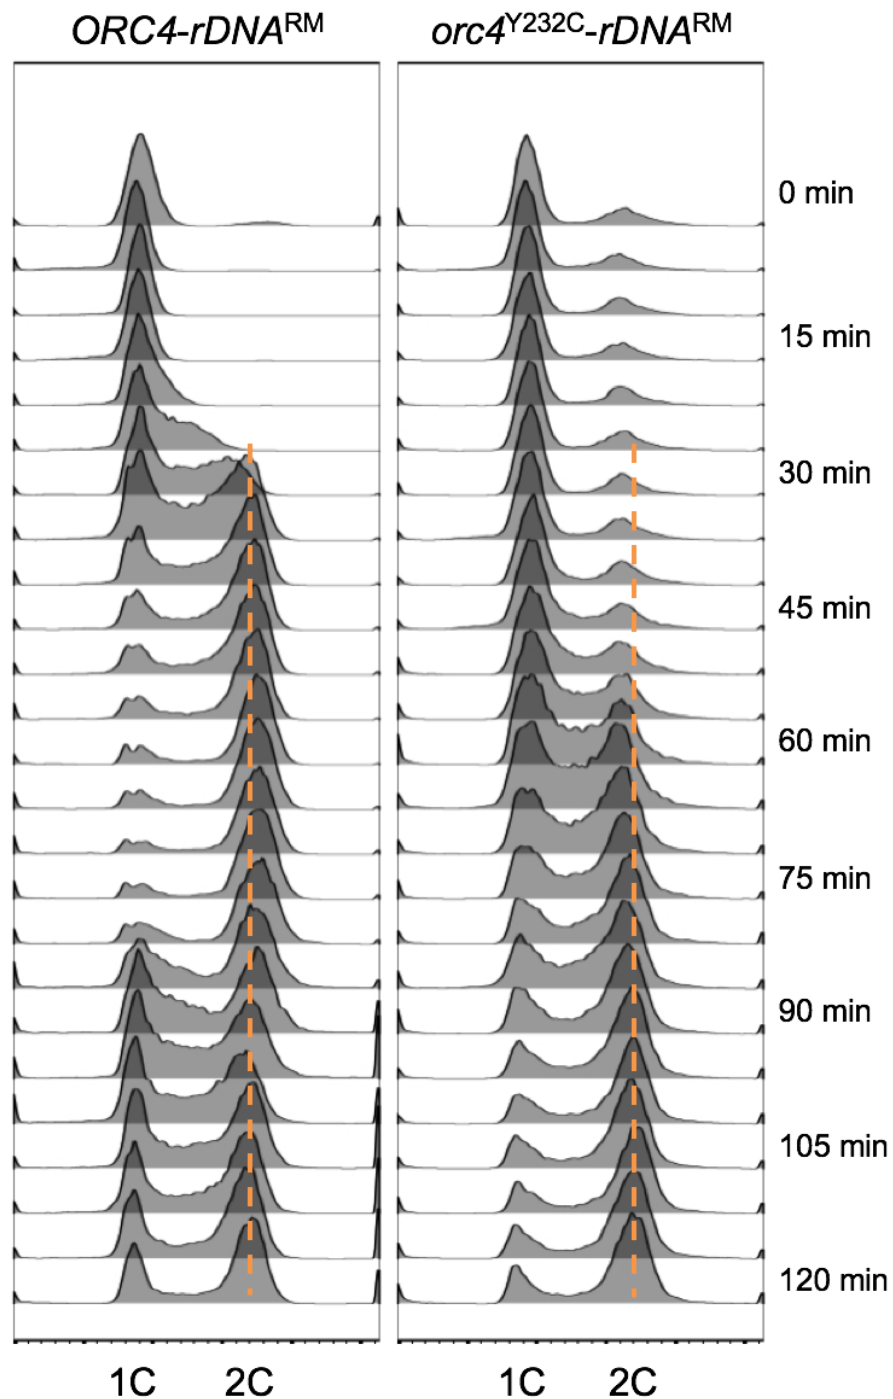 ORC4-rDNAᴿᴹ orc4ʸ²³²ᶜ-rDNAᴿᴹ
0 min
15 min
30 min
45 min
60 min
75 min
90 min
105 min
120 min
1C 2C 1C 2C